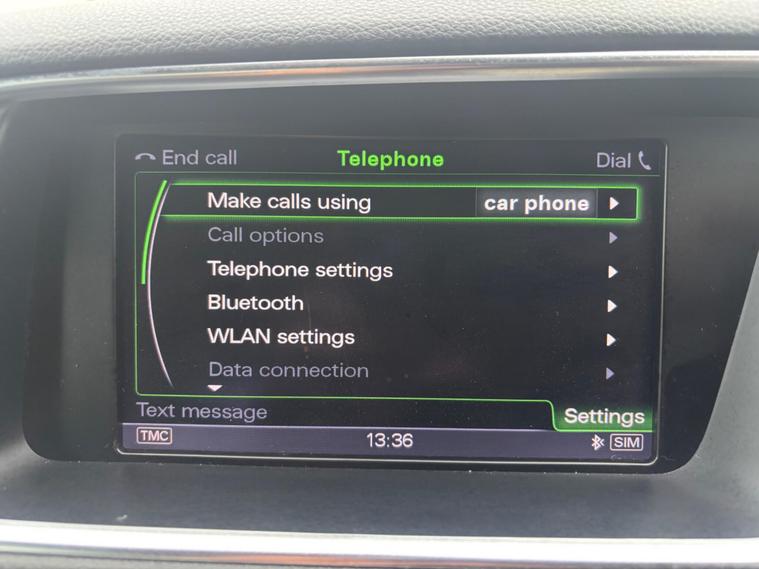 End call Telephone Dial
Make calls using car phone
Call options
Telephone settings
Bluetooth
WLAN settings
Data connection
Text message Settings
TMC 13:36 SIM